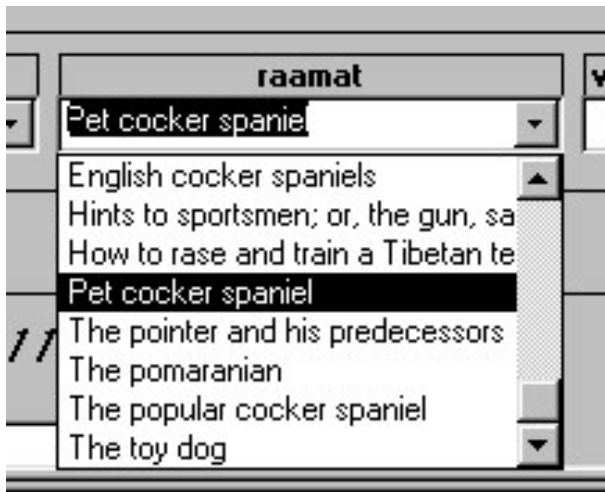 raamat
Pet cocker spaniel
English cocker spaniels
Hints to sportsmen; or, the gun, sa
How to rase and train a Tibetan te
Pet cocker spaniel
The pointer and his predecessors
The pomaranian
The popular cocker spaniel
The toy dog